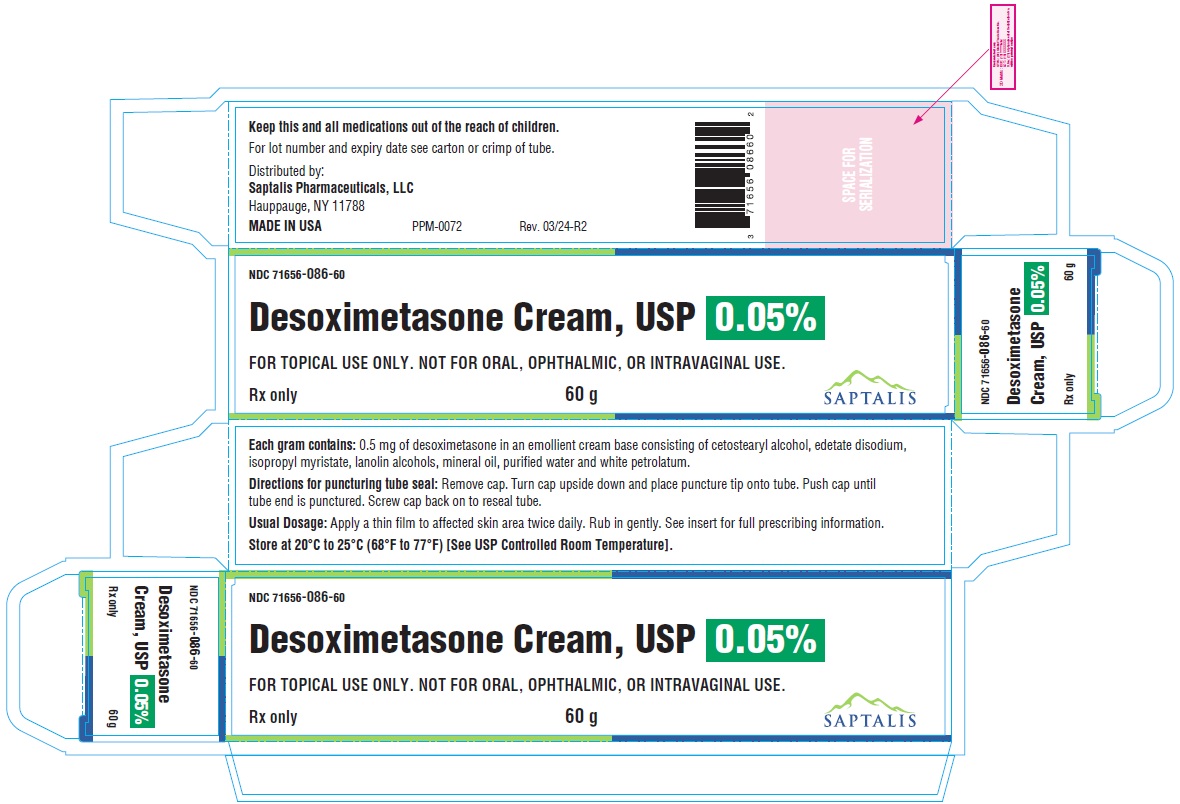 Keep this and all medications out of the reach of children.
For lot number and expiry date see carton or crimp of tube.
Distributed by:
Saptalis Pharmaceuticals, LLC
Hauppauge, NY 11788
MADE IN USA PPM-0072 Rev. 03/24-R2
3 71656 08660 2
SPACE FOR
SERIALIZATION
NDC 71656-086-60
Desoximetasone Cream, USP 0.05%
FOR TOPICAL USE ONLY. NOT FOR ORAL, OPHTHALMIC, OR INTRAVAGINAL USE.
Rx only 60 g
SAPTALIS
NDC 71656-086-60
Desoximetasone
Cream, USP 0.05%
Rx only 60 g
Each gram contains: 0.5 mg of desoximetasone in an emollient cream base consisting of cetostearyl alcohol, edetate disodium,
isopropyl myristate, lanolin alcohols, mineral oil, purified water and white petrolatum.
Directions for puncturing tube seal: Remove cap. Turn cap upside down and place puncture tip onto tube. Push cap until
tube end is punctured. Screw cap back on to reseal tube.
Usual Dosage: Apply a thin film to affected skin area twice daily. Rub in gently. See insert for full prescribing information.
Store at 20°C to 25°C (68°F to 77°F) [See USP Controlled Room Temperature].
NDC 71656-086-60
Desoximetasone Cream, USP 0.05%
FOR TOPICAL USE ONLY. NOT FOR ORAL, OPHTHALMIC, OR INTRAVAGINAL USE.
Rx only 60 g
SAPTALIS
NDC 71656-086-60
Desoximetasone
Cream, USP 0.05%
Rx only 60 g